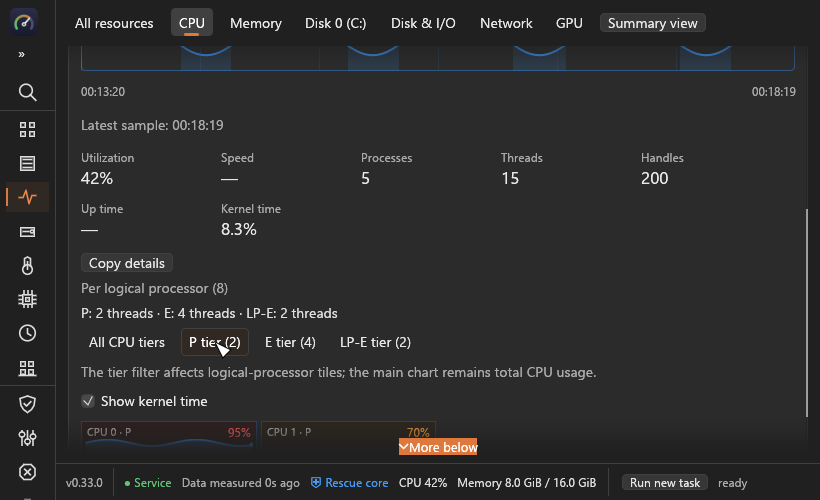 All resources CPU Memory Disk 0 (C:) Disk & I/O Network GPU Summary view
»
00:13:20 00:18:19
Latest sample: 00:18:19
Utilization Speed Processes Threads Handles
42% — 5 15 200
Up time Kernel time
— 8.3%
Copy details
Per logical processor (8)
P: 2 threads · E: 4 threads · LP-E: 2 threads
All CPU tiers P tier (2) E tier (4) LP-E tier (2)
The tier filter affects logical-processor tiles; the main chart remains total CPU usage.
Show kernel time
CPU 0 · P 95% CPU 1 · P 70%
More below
v0.33.0 Service Data measured 0s ago Rescue core CPU 42% Memory 8.0 GiB / 16.0 GiB Run new task ready